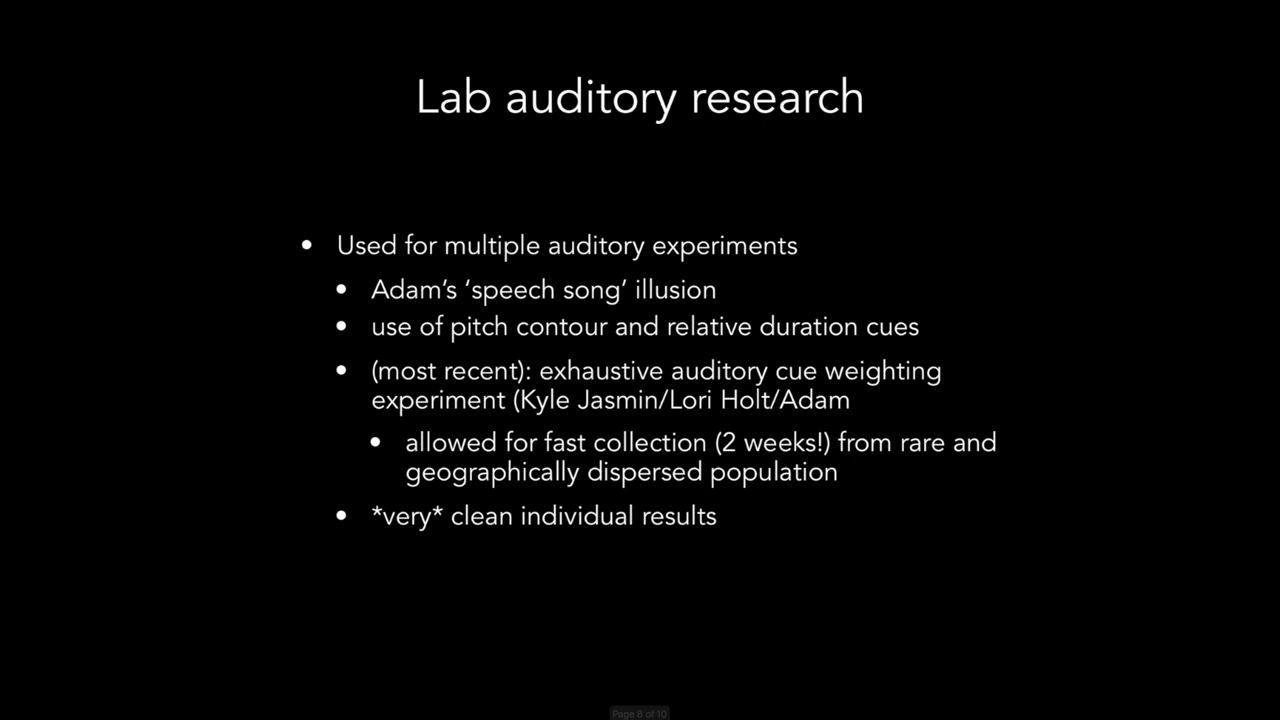 Lab auditory research
• Used for multiple auditory experiments
• Adam's ‘speech song’ illusion
• use of pitch contour and relative duration cues
• (most recent): exhaustive auditory cue weighting
experiment (Kyle Jasmin/Lori Holt/Adam
• allowed for fast collection (2 weeks!) from rare and
geographically dispersed population
• *very* clean individual results
Page 8 of 10